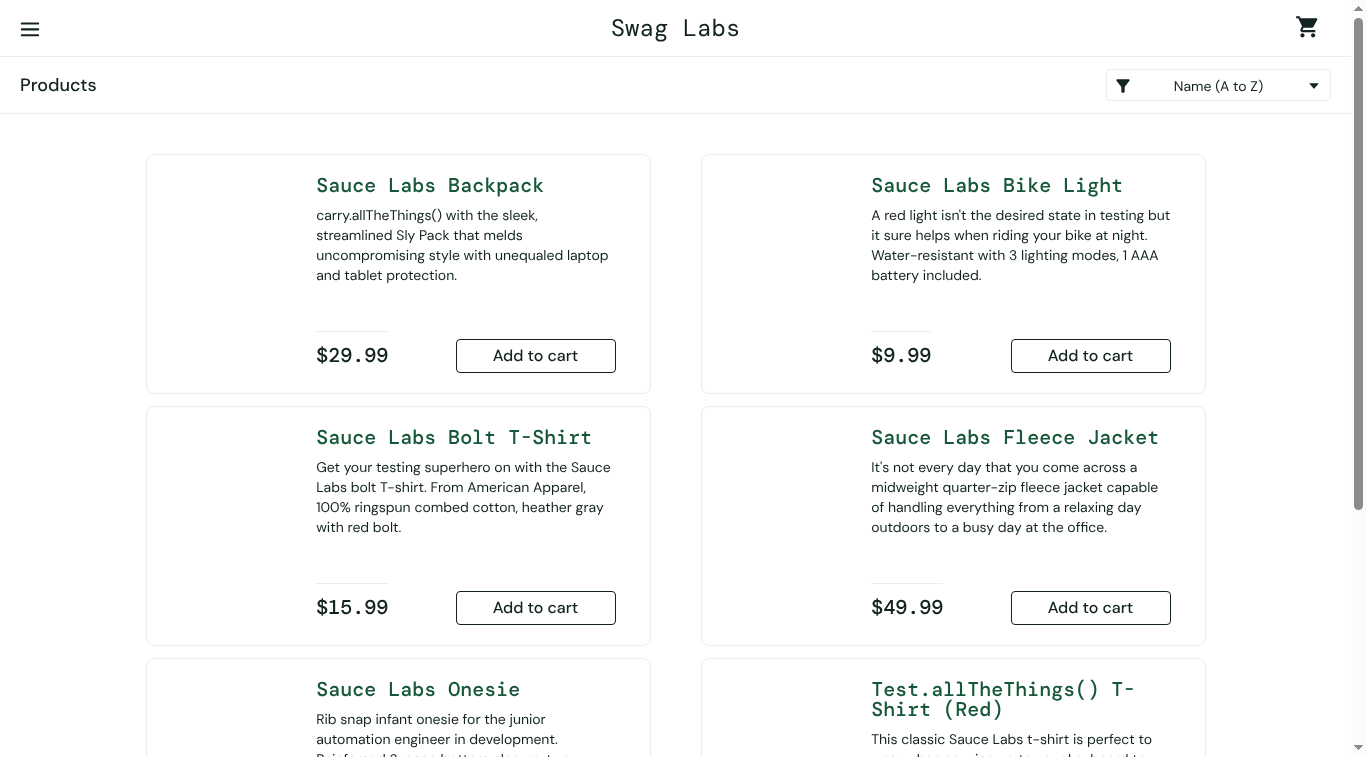 Swag Labs
Products
Name (A to Z)
Sauce Labs Backpack
carry.allTheThings() with the sleek,
streamlined Sly Pack that melds
uncompromising style with unequaled laptop
and tablet protection.
$29.99
Add to cart
Sauce Labs Bike Light
A red light isn't the desired state in testing but
it sure helps when riding your bike at night.
Water-resistant with 3 lighting modes, 1 AAA
battery included.
$9.99
Add to cart
Sauce Labs Bolt T-Shirt
Get your testing superhero on with the Sauce
Labs bolt T-shirt. From American Apparel,
100% ringspun combed cotton, heather gray
with red bolt.
$15.99
Add to cart
Sauce Labs Fleece Jacket
It's not every day that you come across a
midweight quarter-zip fleece jacket capable
of handling everything from a relaxing day
outdoors to a busy day at the office.
$49.99
Add to cart
Sauce Labs Onesie
Rib snap infant onesie for the junior
automation engineer in development.
Test.allTheThings() T-
Shirt (Red)
This classic Sauce Labs t-shirt is perfect to